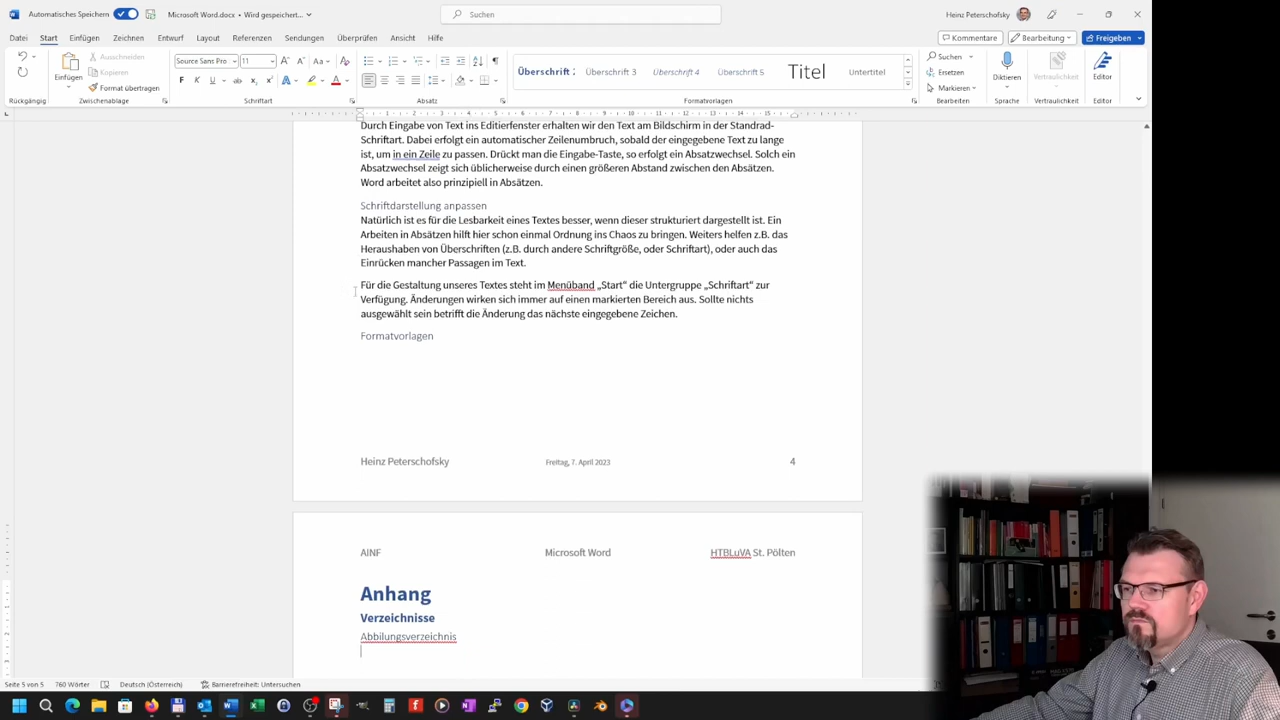 Automatisches Speichern
Microsoft Word.docx • Wird gespeichert...
Suchen
Heinz Peterschofsky
Datei Start Einfügen Zeichnen Entwurf Layout Referenzen Sendungen Überprüfen Ansicht Hilfe
Kommentare Bearbeitung Freigeben
Einfügen
Ausschneiden
Kopieren
Format übertragen
Source Sans Pro 11
Überschrift 2 Überschrift 3 Überschrift 4 Überschrift 5 Titel Untertitel
Suchen
Ersetzen
Markieren
Diktieren
Vertraulichkeit
Editor
Rückgängig Zwischenablage Schriftart Absatz Formatvorlagen Bearbeiten Sprache Vertraulichkeit Editor
Durch Eingabe von Text ins Editierfenster erhalten wir den Text am Bildschirm in der Standrad-
Schriftart. Dabei erfolgt ein automatischer Zeilenumbruch, sobald der eingegebene Text zu lange
ist, um in ein Zeile zu passen. Drückt man die Eingabe-Taste, so erfolgt ein Absatzwechsel. Solch ein
Absatzwechsel zeigt sich üblicherweise durch einen größeren Abstand zwischen den Absätzen.
Word arbeitet also prinzipiell in Absätzen.
Schriftdarstellung anpassen
Natürlich ist es für die Lesbarkeit eines Textes besser, wenn dieser strukturiert dargestellt ist. Ein
Arbeiten in Absätzen hilft hier schon einmal Ordnung ins Chaos zu bringen. Weiters helfen z.B. das
Heraushaben von Überschriften (z.B. durch andere Schriftgröße, oder Schriftart), oder auch das
Einrücken mancher Passagen im Text.
Für die Gestaltung unseres Textes steht im Menüband „Start“ die Untergruppe „Schriftart“ zur
Verfügung. Änderungen wirken sich immer auf einen markierten Bereich aus. Sollte nichts
ausgewählt sein betrifft die Änderung das nächste eingegebene Zeichen.
Formatvorlagen
Heinz Peterschofsky Freitag, 7. April 2023 4
AINF Microsoft Word HTBLuVA St. Pölten
Anhang
Verzeichnisse
Abbilungsverzeichnis
Seite 5 von 5 760 Wörter Deutsch (Österreich) Barrierefreiheit: Untersuchen